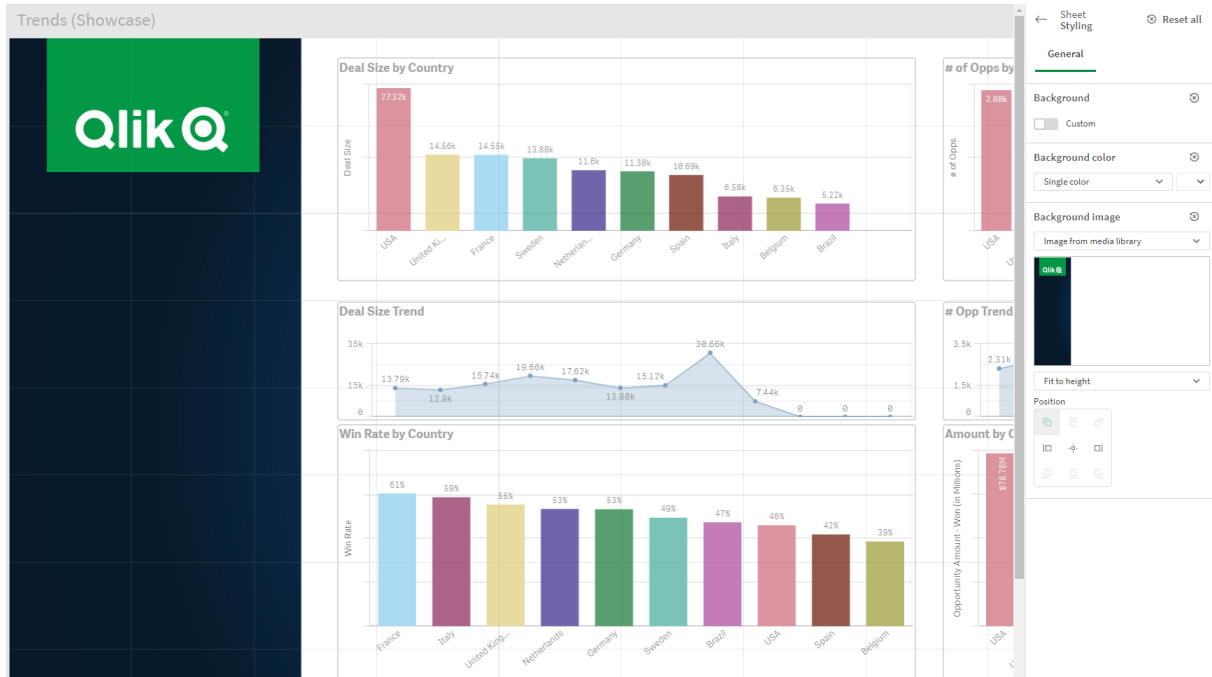 Trends (Showcase)
Qlik
Deal Size by Country
Deal Size
27.32k
14.56k
14.55k
13.88k
11.6k
11.38k
10.69k
6.58k
6.35k
5.22k
USA
United Ki...
France
Sweden
Netherlan...
Germany
Spain
Italy
Belgium
Brazil
# of Opps by
# of Opps
2.88k
USA
Deal Size Trend
35k
15k
0
13.79k
12.9k
15.74k
19.66k
17.62k
13.88k
15.12k
30.66k
7.44k
0
0
0
# Opp Trend
3.5k
1.5k
0
2.31k
Win Rate by Country
Win Rate
61%
59%
55%
53%
53%
49%
47%
46%
42%
39%
France
Italy
United King...
Netherlands
Germany
Sweden
Brazil
USA
Spain
Belgium
Amount by C
Opportunity Amount - Won (in Millions)
$78.78M
USA
Sheet
Styling
Reset all
General
Background
Custom
Background color
Single color
Background image
Image from media library
Qlik
Fit to height
Position